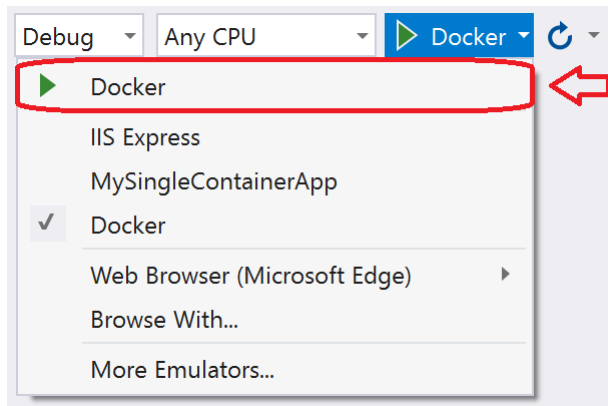 Debug Any CPU Docker
Docker
IIS Express
MySingleContainerApp
Docker
Web Browser (Microsoft Edge)
Browse With...
More Emulators...